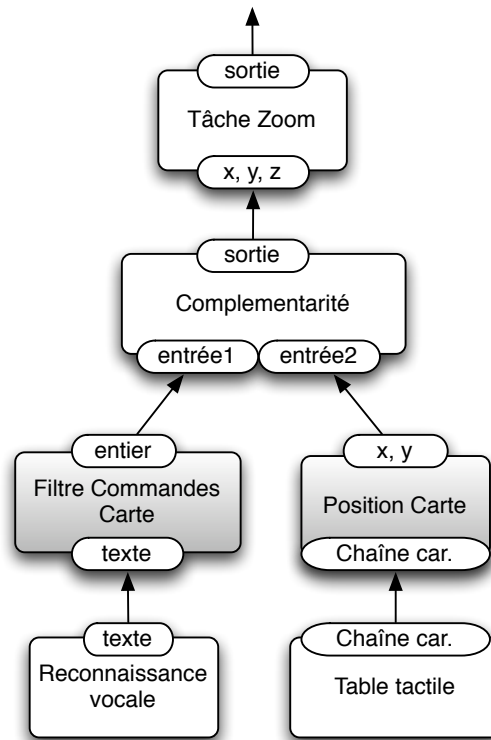 sortie
Tâche Zoom
x, y, z
sortie
Complementarité
entrée1 entrée2
entier
x, y
Filtre Commandes
Carte
Position Carte
texte
Chaîne car.
texte
Chaîne car.
Reconnaissance
vocale
Table tactile